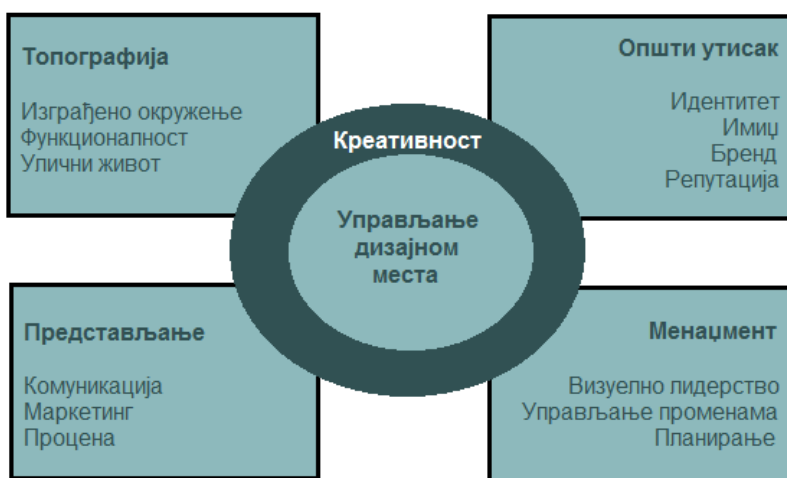 Топографија
Изграђено окружење
Функционалност
Улични живот
Општи утисак
Идентитет
Имиџ
Бренд
Репутација
Креативност
Управљање
дизајном
места
Представљање
Комуникација
Маркетинг
Процена
Менаџмент
Визуелно лидерство
Управљање променама
Планирање